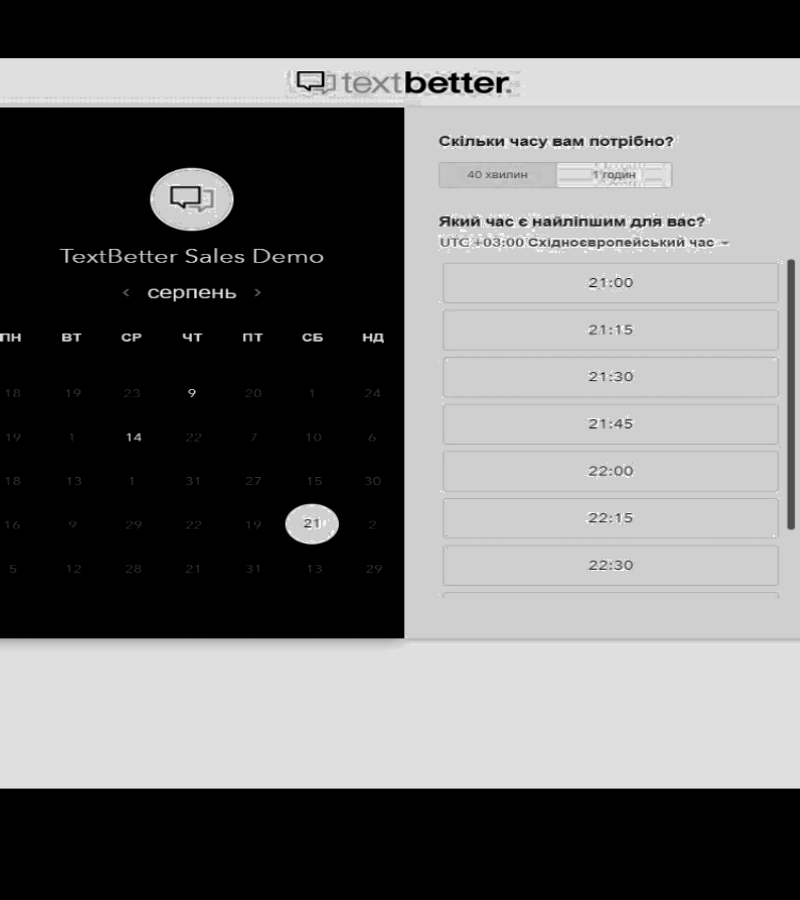 textbetter.
TextBetter Sales Demo
‹ серпень ›
ПН ВТ СР ЧТ ПТ СБ НД
18 19 23 9 20 1 24
19 1 14 22 7 10 6
18 13 1 31 27 15 30
16 9 29 22 19 21 2
5 12 28 21 31 13 29
Скільки часу вам потрібно?
40 хвилин 1 годин
Який час є найліпшим для вас?
UTC +03:00 Східноєвропейський час
21:00
21:15
21:30
21:45
22:00
22:15
22:30